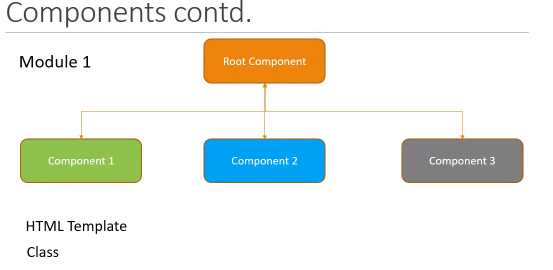 Components contd.
Module 1
Root Component
Component 1
Component 2
Component 3
HTML Template
Class